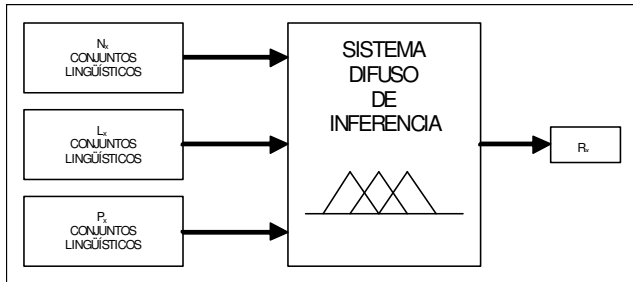 Nx
CONJUNTOS
LINGÜÍSTICOS
Lx
CONJUNTOS
LINGÜÍSTICOS
Px
CONJUNTOS
LINGÜÍSTICOS
SISTEMA
DIFUSO
DE
INFERENCIA
Rx